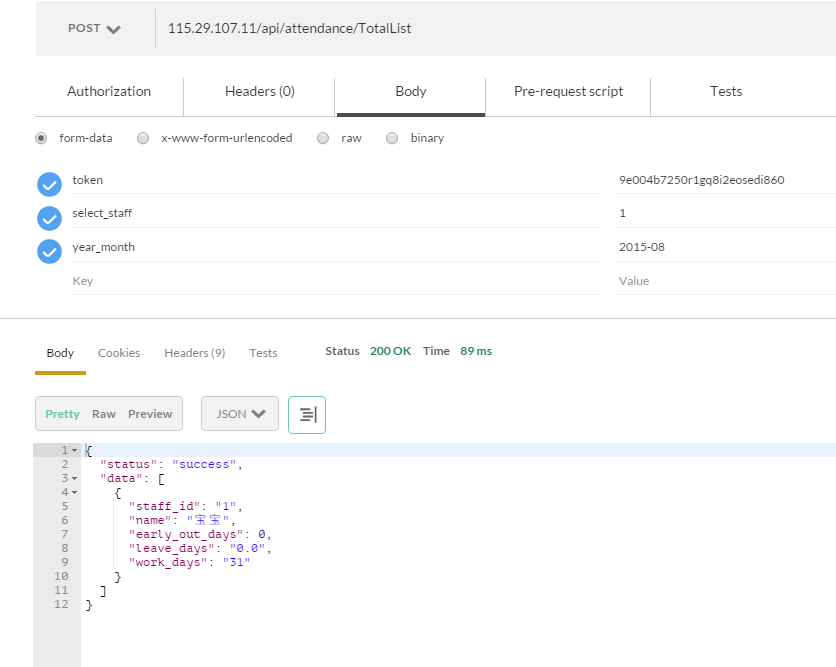 POST 115.29.107.11/api/attendance/TotalList
Authorization Headers (0) Body Pre-request script Tests
form-data x-www-form-urlencoded raw binary
token 9e004b7250r1gq8i2eosedi860
select_staff 1
year_month 2015-08
Key Value
Body Cookies Headers (9) Tests Status 200 OK Time 89 ms
Pretty Raw Preview JSON
1 {
2 "status": "success",
3 "data": [
4 {
5 "staff_id": "1",
6 "name": "宝宝",
7 "early_out_days": 0,
8 "leave_days": "0.0",
9 "work_days": "31"
10 }
11 ]
12 }